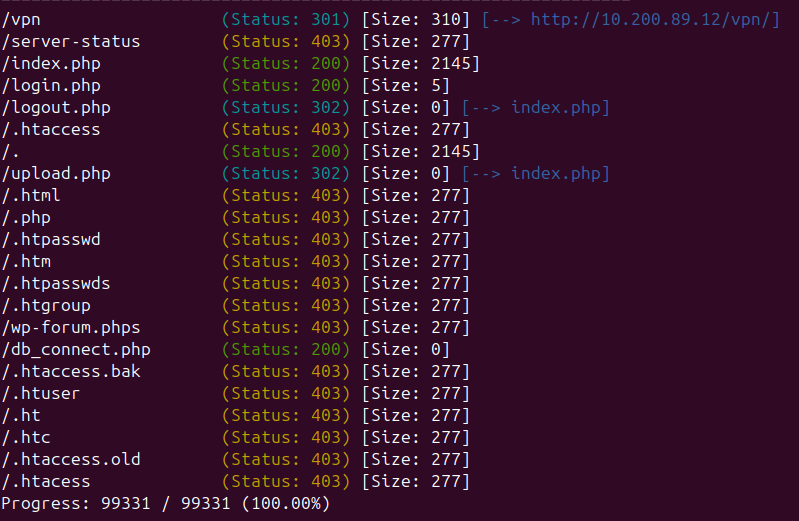 /vpn                  (Status: 301) [Size: 310] [--> http://10.200.89.12/vpn/]
/server-status        (Status: 403) [Size: 277]
/index.php            (Status: 200) [Size: 2145]
/login.php            (Status: 200) [Size: 5]
/logout.php           (Status: 302) [Size: 0] [--> index.php]
/.htaccess            (Status: 403) [Size: 277]
/.                    (Status: 200) [Size: 2145]
/upload.php           (Status: 302) [Size: 0] [--> index.php]
/.html                (Status: 403) [Size: 277]
/.php                 (Status: 403) [Size: 277]
/.htpasswd            (Status: 403) [Size: 277]
/.htm                 (Status: 403) [Size: 277]
/.htpasswds           (Status: 403) [Size: 277]
/.htgroup             (Status: 403) [Size: 277]
/wp-forum.phps        (Status: 403) [Size: 277]
/db_connect.php       (Status: 200) [Size: 0]
/.htaccess.bak        (Status: 403) [Size: 277]
/.htuser              (Status: 403) [Size: 277]
/.ht                  (Status: 403) [Size: 277]
/.htc                 (Status: 403) [Size: 277]
/.htaccess.old        (Status: 403) [Size: 277]
/.htacess             (Status: 403) [Size: 277]
Progress: 99331 / 99331 (100.00%)